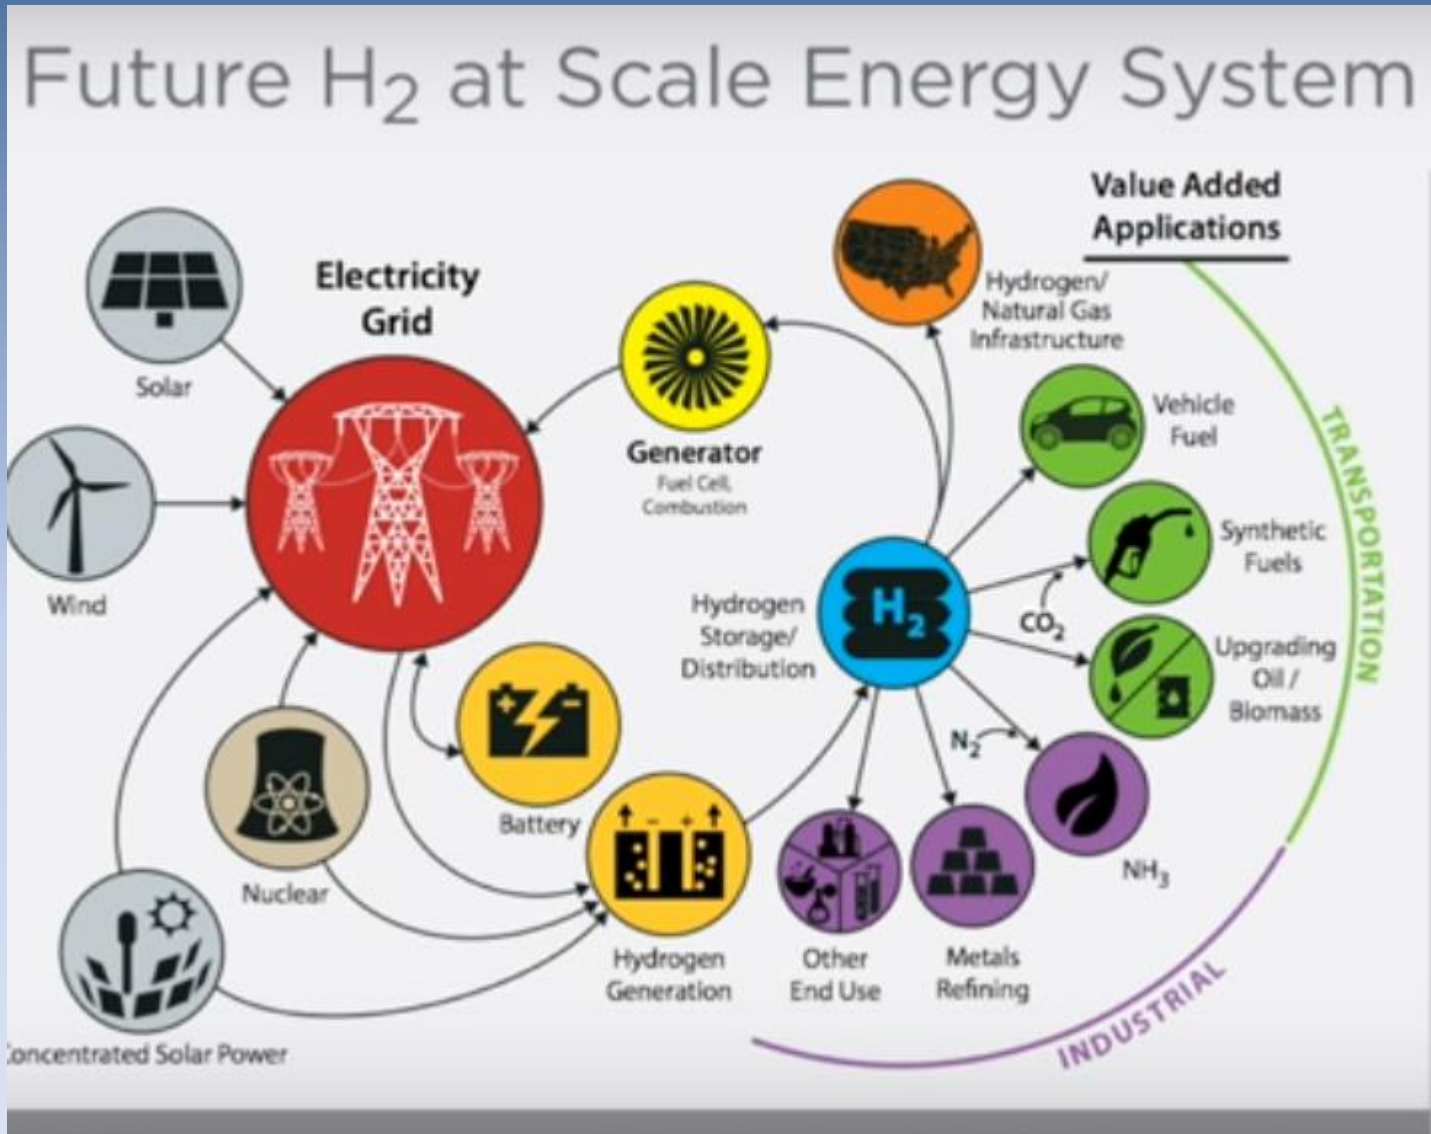 Future H₂ at Scale Energy System
Value Added
Applications
Electricity
Grid
Solar
Wind
Generator
Fuel Cell,
Combustion
Hydrogen/
Natural Gas
Infrastructure
Vehicle
Fuel
Synthetic
Fuels
TRANSPORTATION
Hydrogen
Storage/
Distribution
H₂
CO₂
Upgrading
Oil /
Biomass
N₂
NH₃
Battery
Nuclear
Hydrogen
Generation
Other
End Use
Metals
Refining
INDUSTRIAL
oncentrated Solar Power